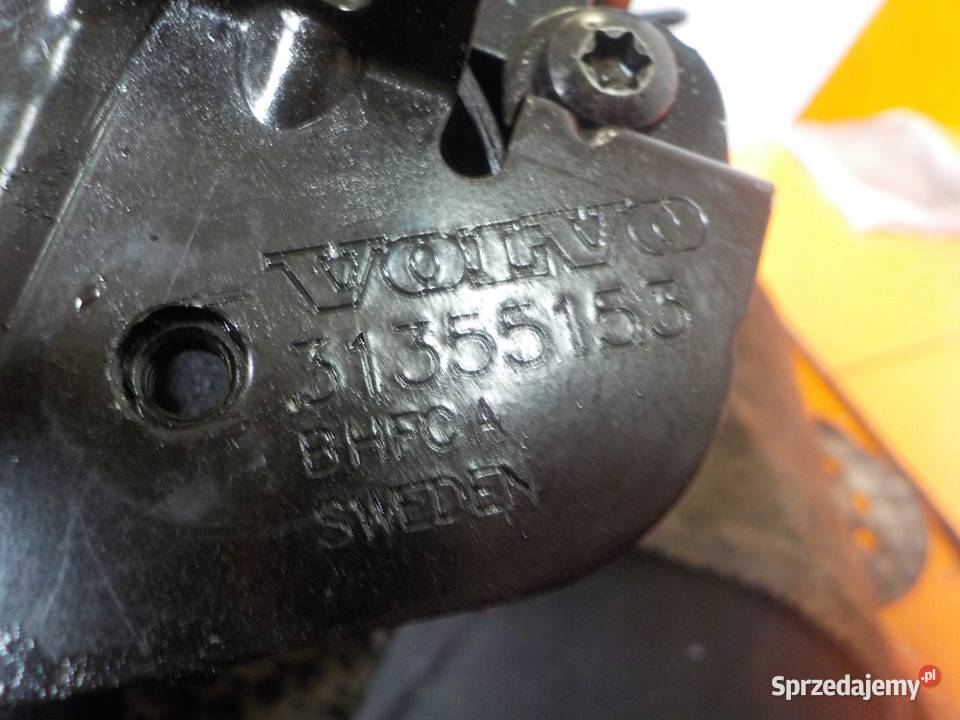 VOLVO
31355153
BHFC A
SWEDEN
Sprzedajemy.pl